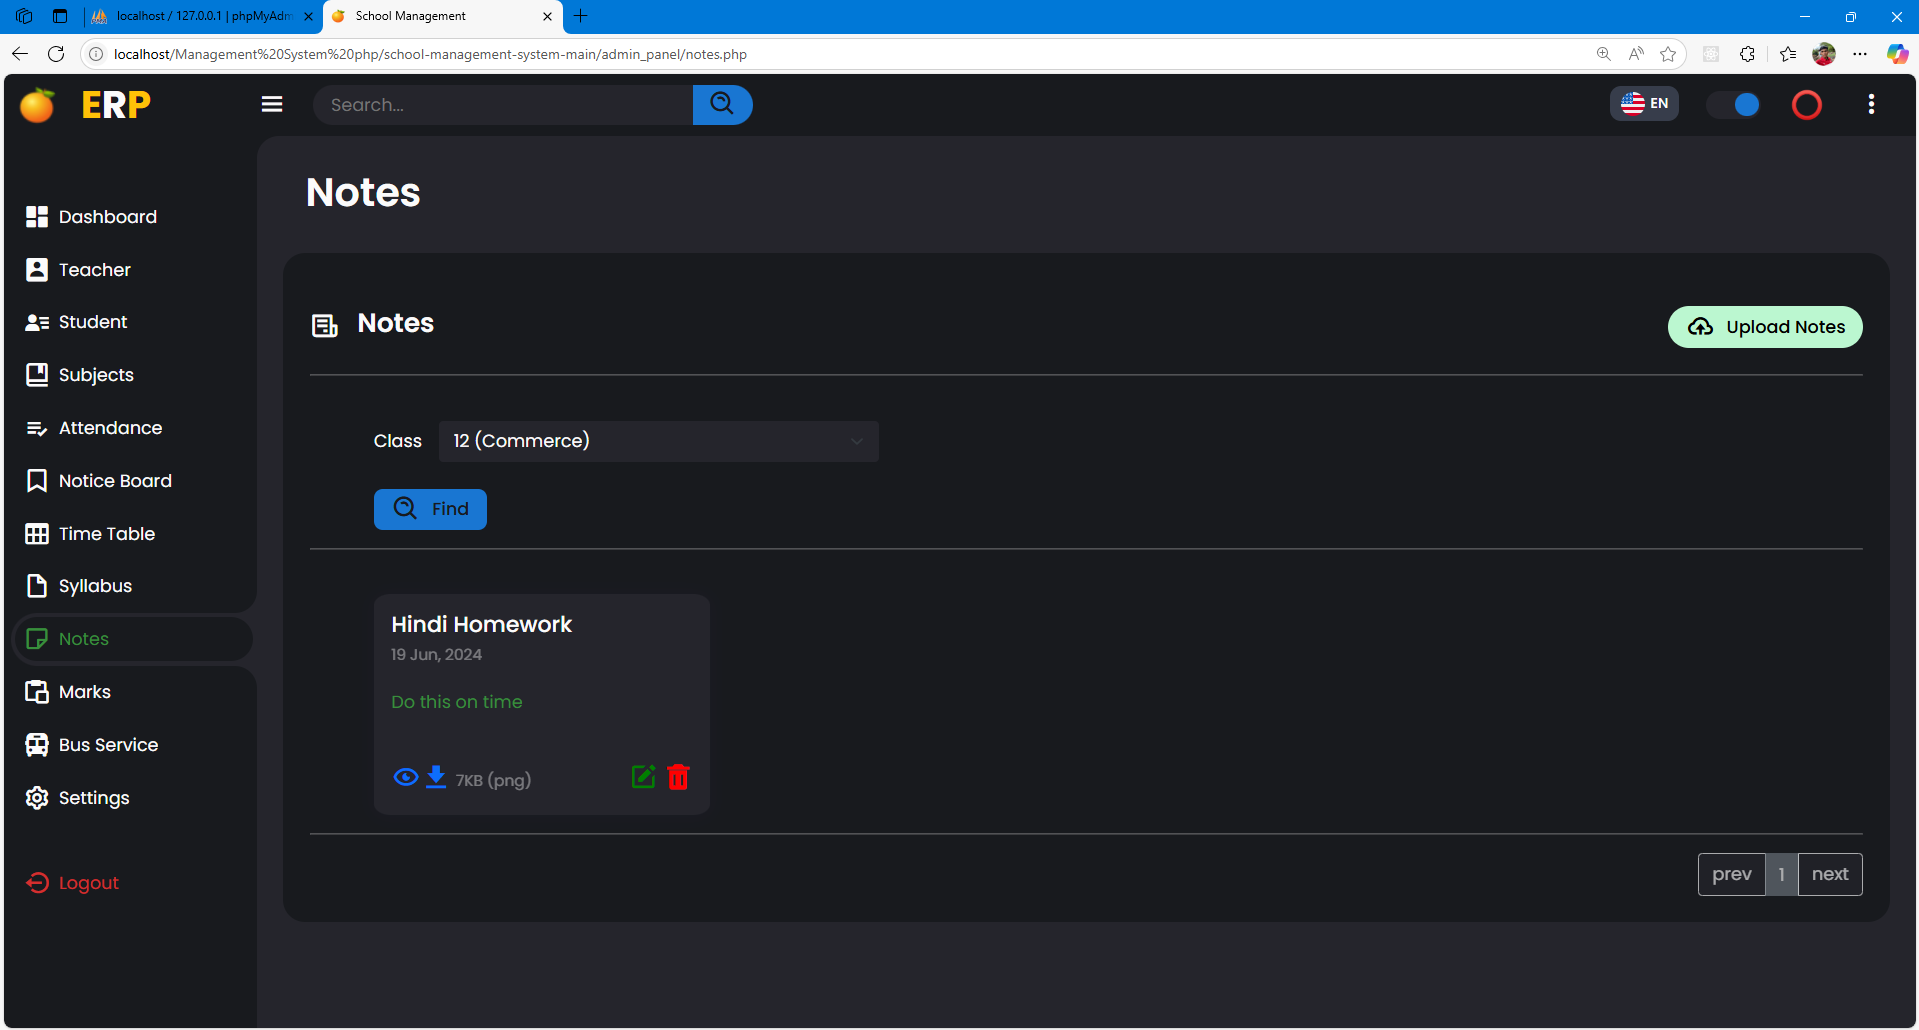 localhost / 127.0.0.1 | phpMyAdm
School Management
localhost/Management%20System%20php/school-management-system-main/admin_panel/notes.php
ERP
Search...
EN
Notes
Dashboard
Teacher
Student
Subjects
Attendance
Notice Board
Time Table
Syllabus
Notes
Marks
Bus Service
Settings
Logout
Notes
Upload Notes
Class
12 (Commerce)
Find
Hindi Homework
19 Jun, 2024
Do this on time
7KB (png)
prev 1 next